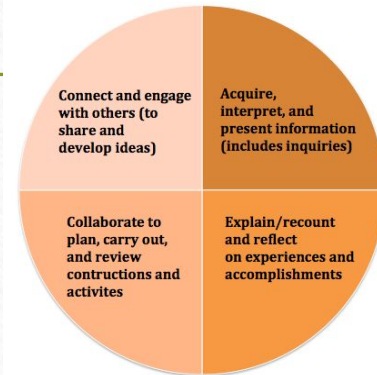 Connect and engage
with others (to
share and
develop ideas)
Acquire,
interpret, and
present information
(includes inquiries)
Collaborate to
plan, carry out,
and review
contructions and
activites
Explain/recount
and reflect
on experiences and
accomplishments